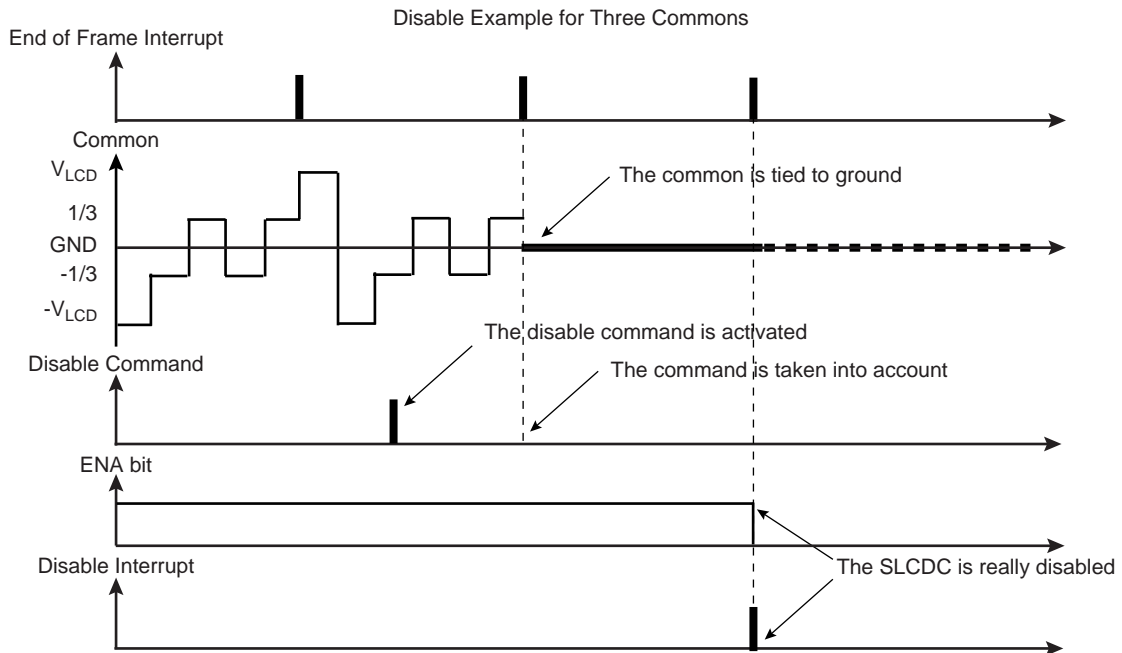 Disable Example for Three Commons
End of Frame Interrupt
Common
VLCD
The common is tied to ground
1/3
GND
-1/3
-VLCD
The disable command is activated
Disable Command
The command is taken into account
ENA bit
Disable Interrupt
The SLCDC is really disabled